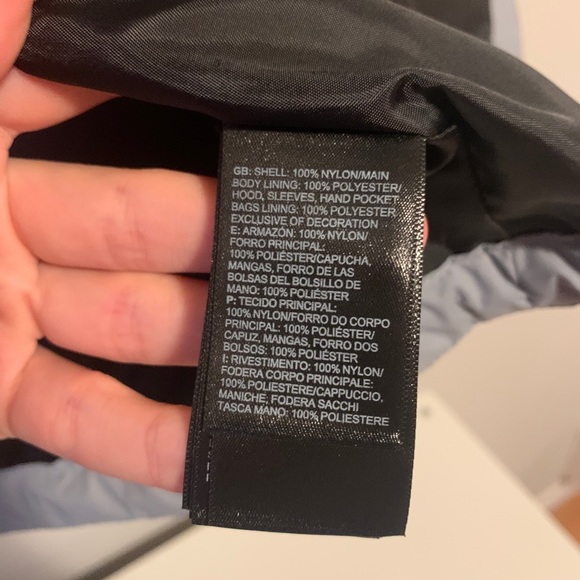 GB: SHELL: 100% NYLON/MAIN
BODY LINING: 100% POLYESTER/
HOOD, SLEEVES, HAND POCKET
BAGS LINING: 100% POLYESTER
EXCLUSIVE OF DECORATION
E: ARMAZÓN: 100% NYLON/
FORRO PRINCIPAL:
100% POLIÉSTER/CAPUCHA,
MANGAS, FORRO DE LAS
BOLSAS DEL BOLSILLO DE
MANO: 100% POLIÉSTER
P: TECIDO PRINCIPAL:
100% NYLON/FORRO DO CORPO
PRINCIPAL: 100% POLIÉSTER/
CAPUZ, MANGAS, FORRO DOS
BOLSOS: 100% POLIÉSTER
I: RIVESTIMENTO: 100% NYLON/
FODERA CORPO PRINCIPALE:
100% POLIESTERE/CAPPUCCIO,
MANICHE, FODERA SACCHI
TASCA MANO: 100% POLIESTERE